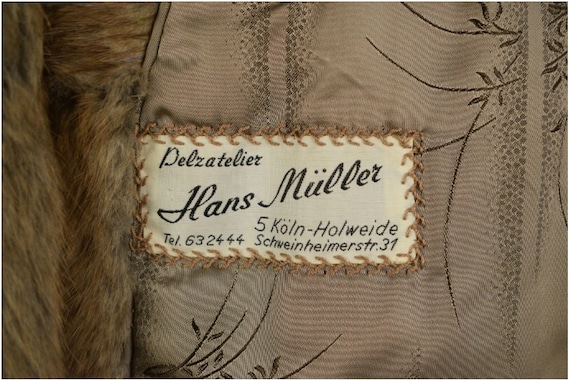 Pelzatelier
Hans Müller
5 Köln-Holweide
Tel. 632444 Schweinheimerstr. 31